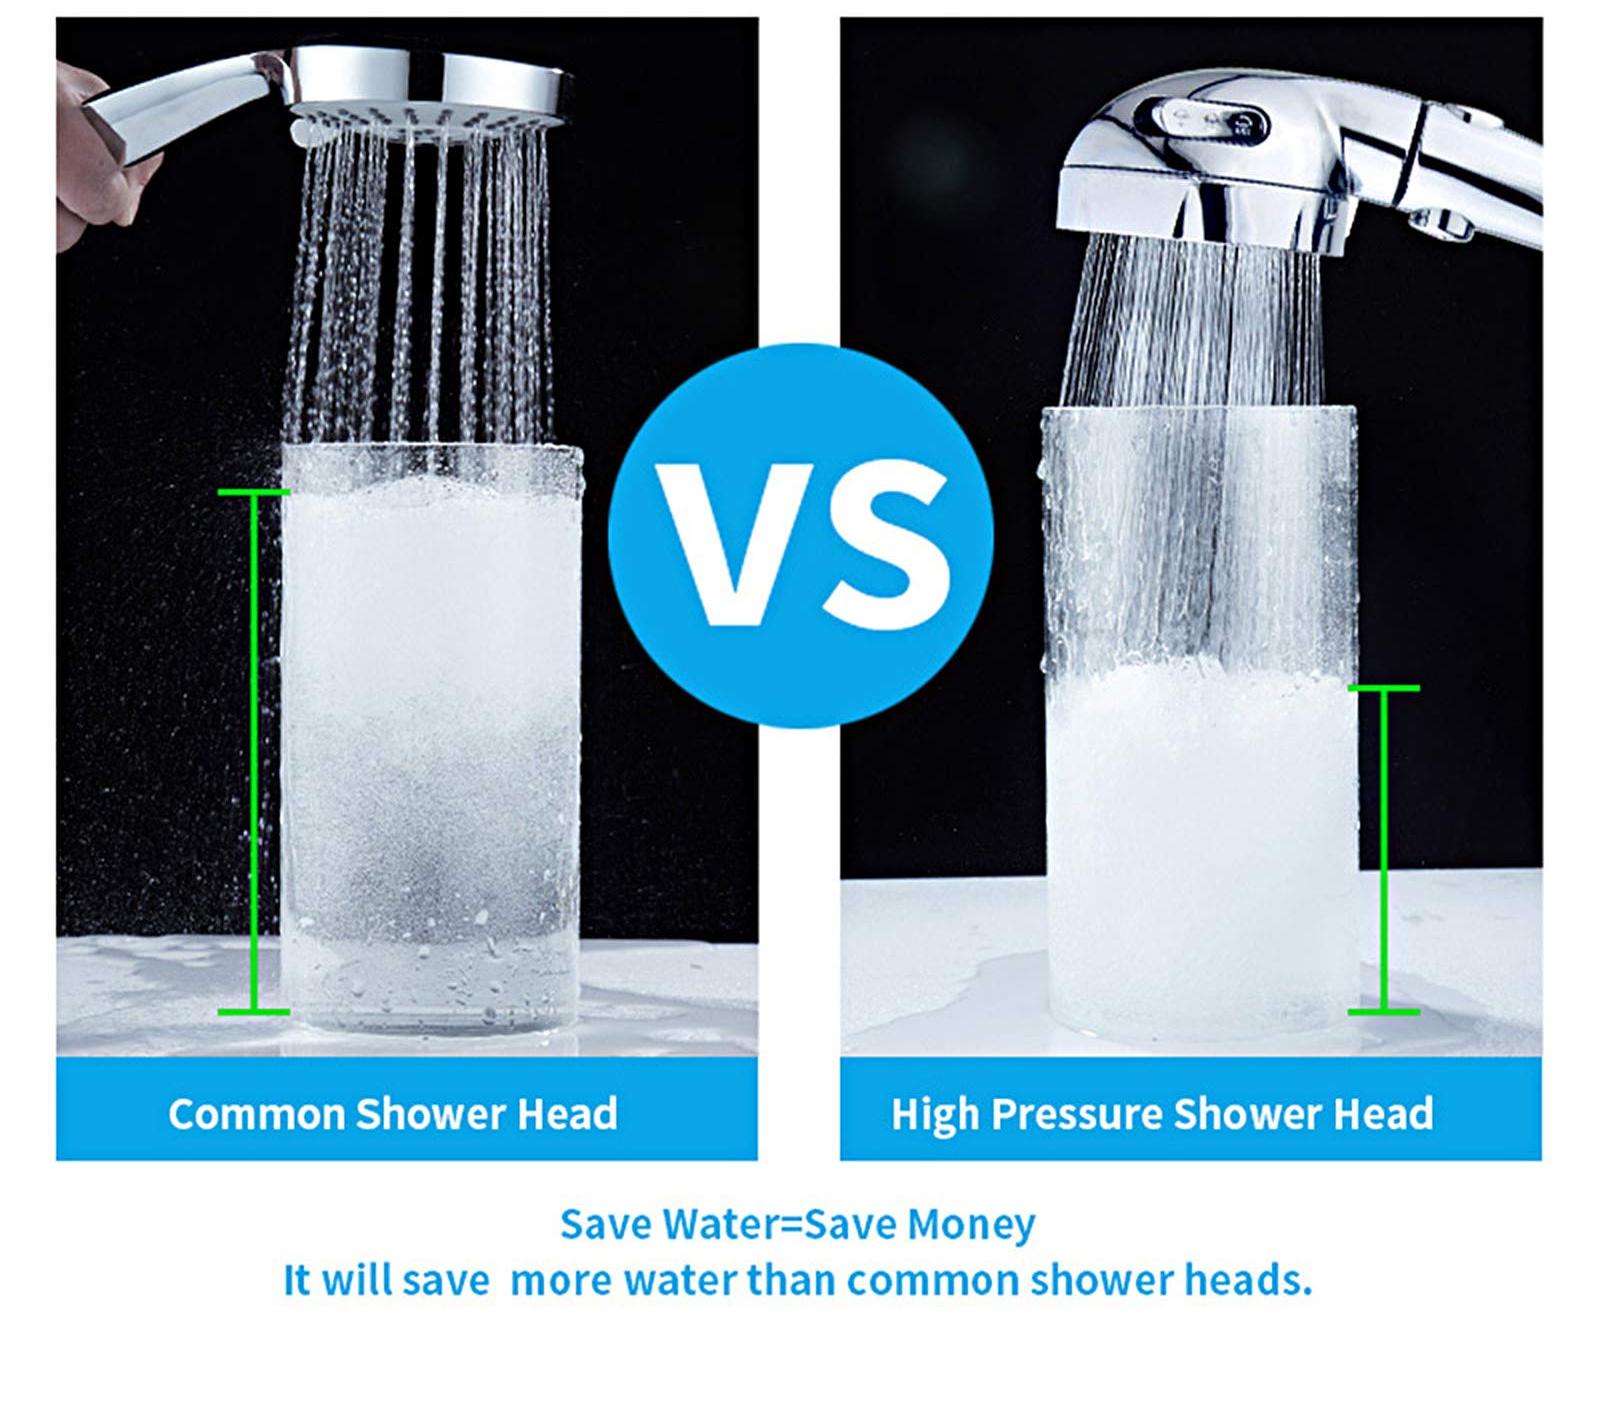 VS
Common Shower Head
High Pressure Shower Head
Save Water=Save Money
It will save  more water than common shower heads.